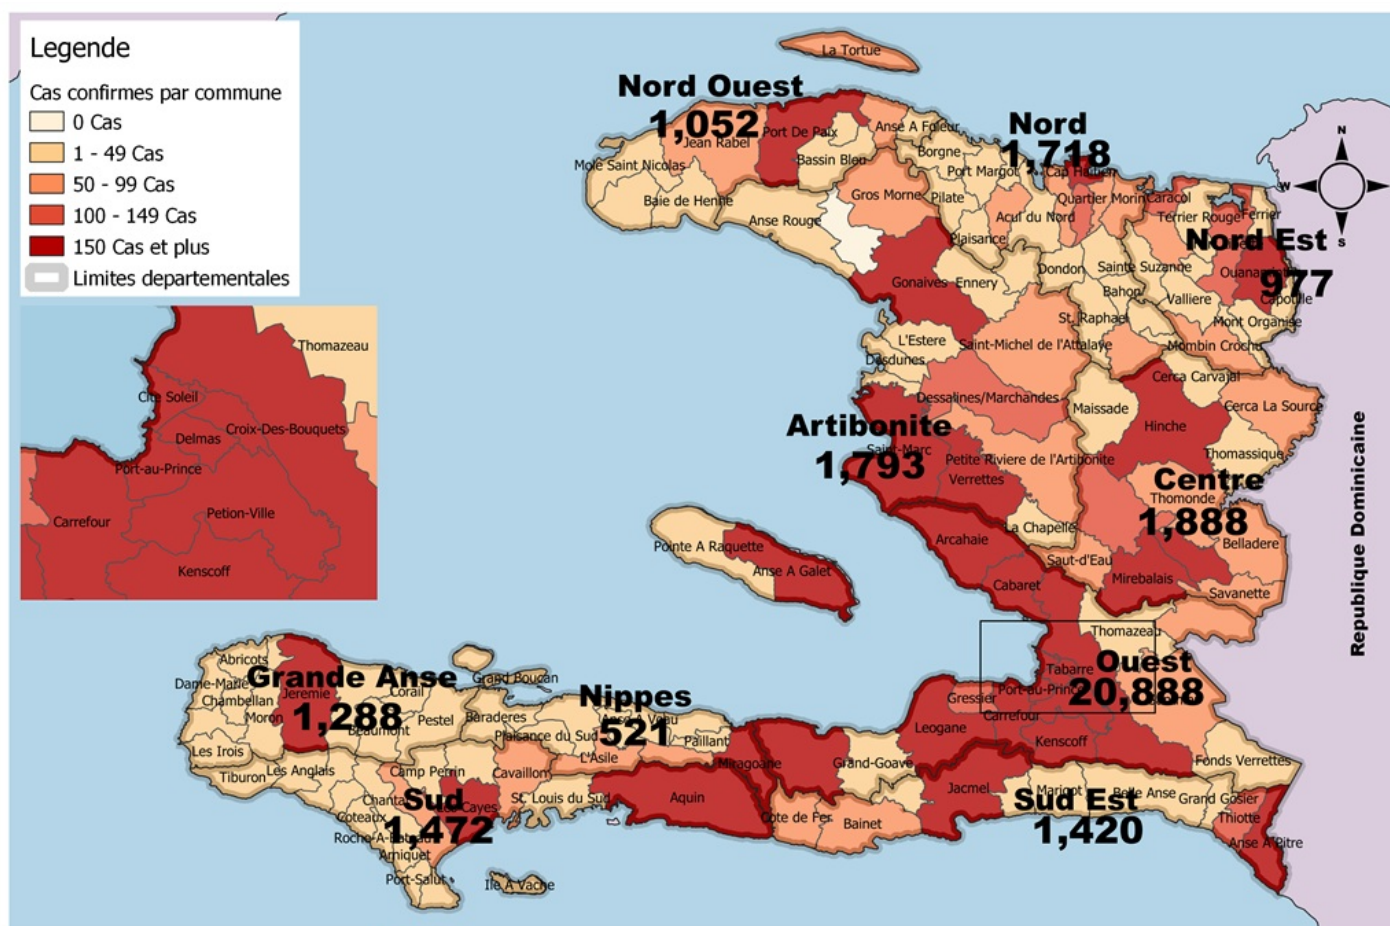 Legende
Cas confirmes par commune
0 Cas
1 - 49 Cas
50 - 99 Cas
100 - 149 Cas
150 Cas et plus
Limites departementales
Thomazeau
Cite Soleil
Delmas
Croix-Des-Bouquets
Port-au-Prince
Carrefour
Petion-Ville
Kenscoff
La Tortue
Nord Ouest
1,052
Jean Rabel
Port De Paix
Anse A Foleur
Mole Saint Nicolas
Bassin Bleu
Baie de Henne
Anse Rouge
Nord
1,718
Cap Haitien
Borgne
Port Margot
Gros Morne
Pilate
Quartier Morin
Caracol
Acul du Nord
Terrier Rouge
Ferrier
Plaisance
Nord Est
977
Gonaives
Ennery
Dondon
Sainte Suzanne
Bahon
Valliere
Capotille
St. Raphael
Mont Organise
L'Estere
Saint-Michel de l'Attalaye
Mombin Crochu
Desdunes
Cerca Carvajal
Dessalines/Marchandes
Maissade
Cerca La Source
Hinche
Artibonite
1,793
Saint-Marc
Petite Riviere de l'Artibonite
Verrettes
Thomassique
Centre
1,888
Thomonde
La Chapelle
Belladere
Arcahaie
Saut-d'Eau
Cabaret
Mirebalais
Savanette
Pointe A Raquette
Anse A Galet
Thomazeau
Tabarre
Ouest
20,888
Port-au-Prince
Gressier
Carrefour
Leogane
Kenscoff
Fonds Verrettes
Abricots
Grande Anse
1,288
Dame-Marie
Chambellan
Jeremie
Corail
Moron
Pestel
Beaumont
Les Irois
Grand Boucan
Nippes
521
Baraderes
Anse A Veau
Plaisance du Sud
Paillant
L'Asile
Miragoane
Grand-Goave
Tiburon
Les Anglais
Camp Perrin
Cavaillon
Sud
1,472
Cayes
St. Louis du Sud
Aquin
Coteaux
Arniquet
Port-Salut
Ile A Vache
Cote de Fer
Bainet
Jacmel
Sud Est
1,420
Marigot
Belle Anse
Grand Gosier
Thiotte
Anse A Pitre
Republique Dominicaine
N
W
S